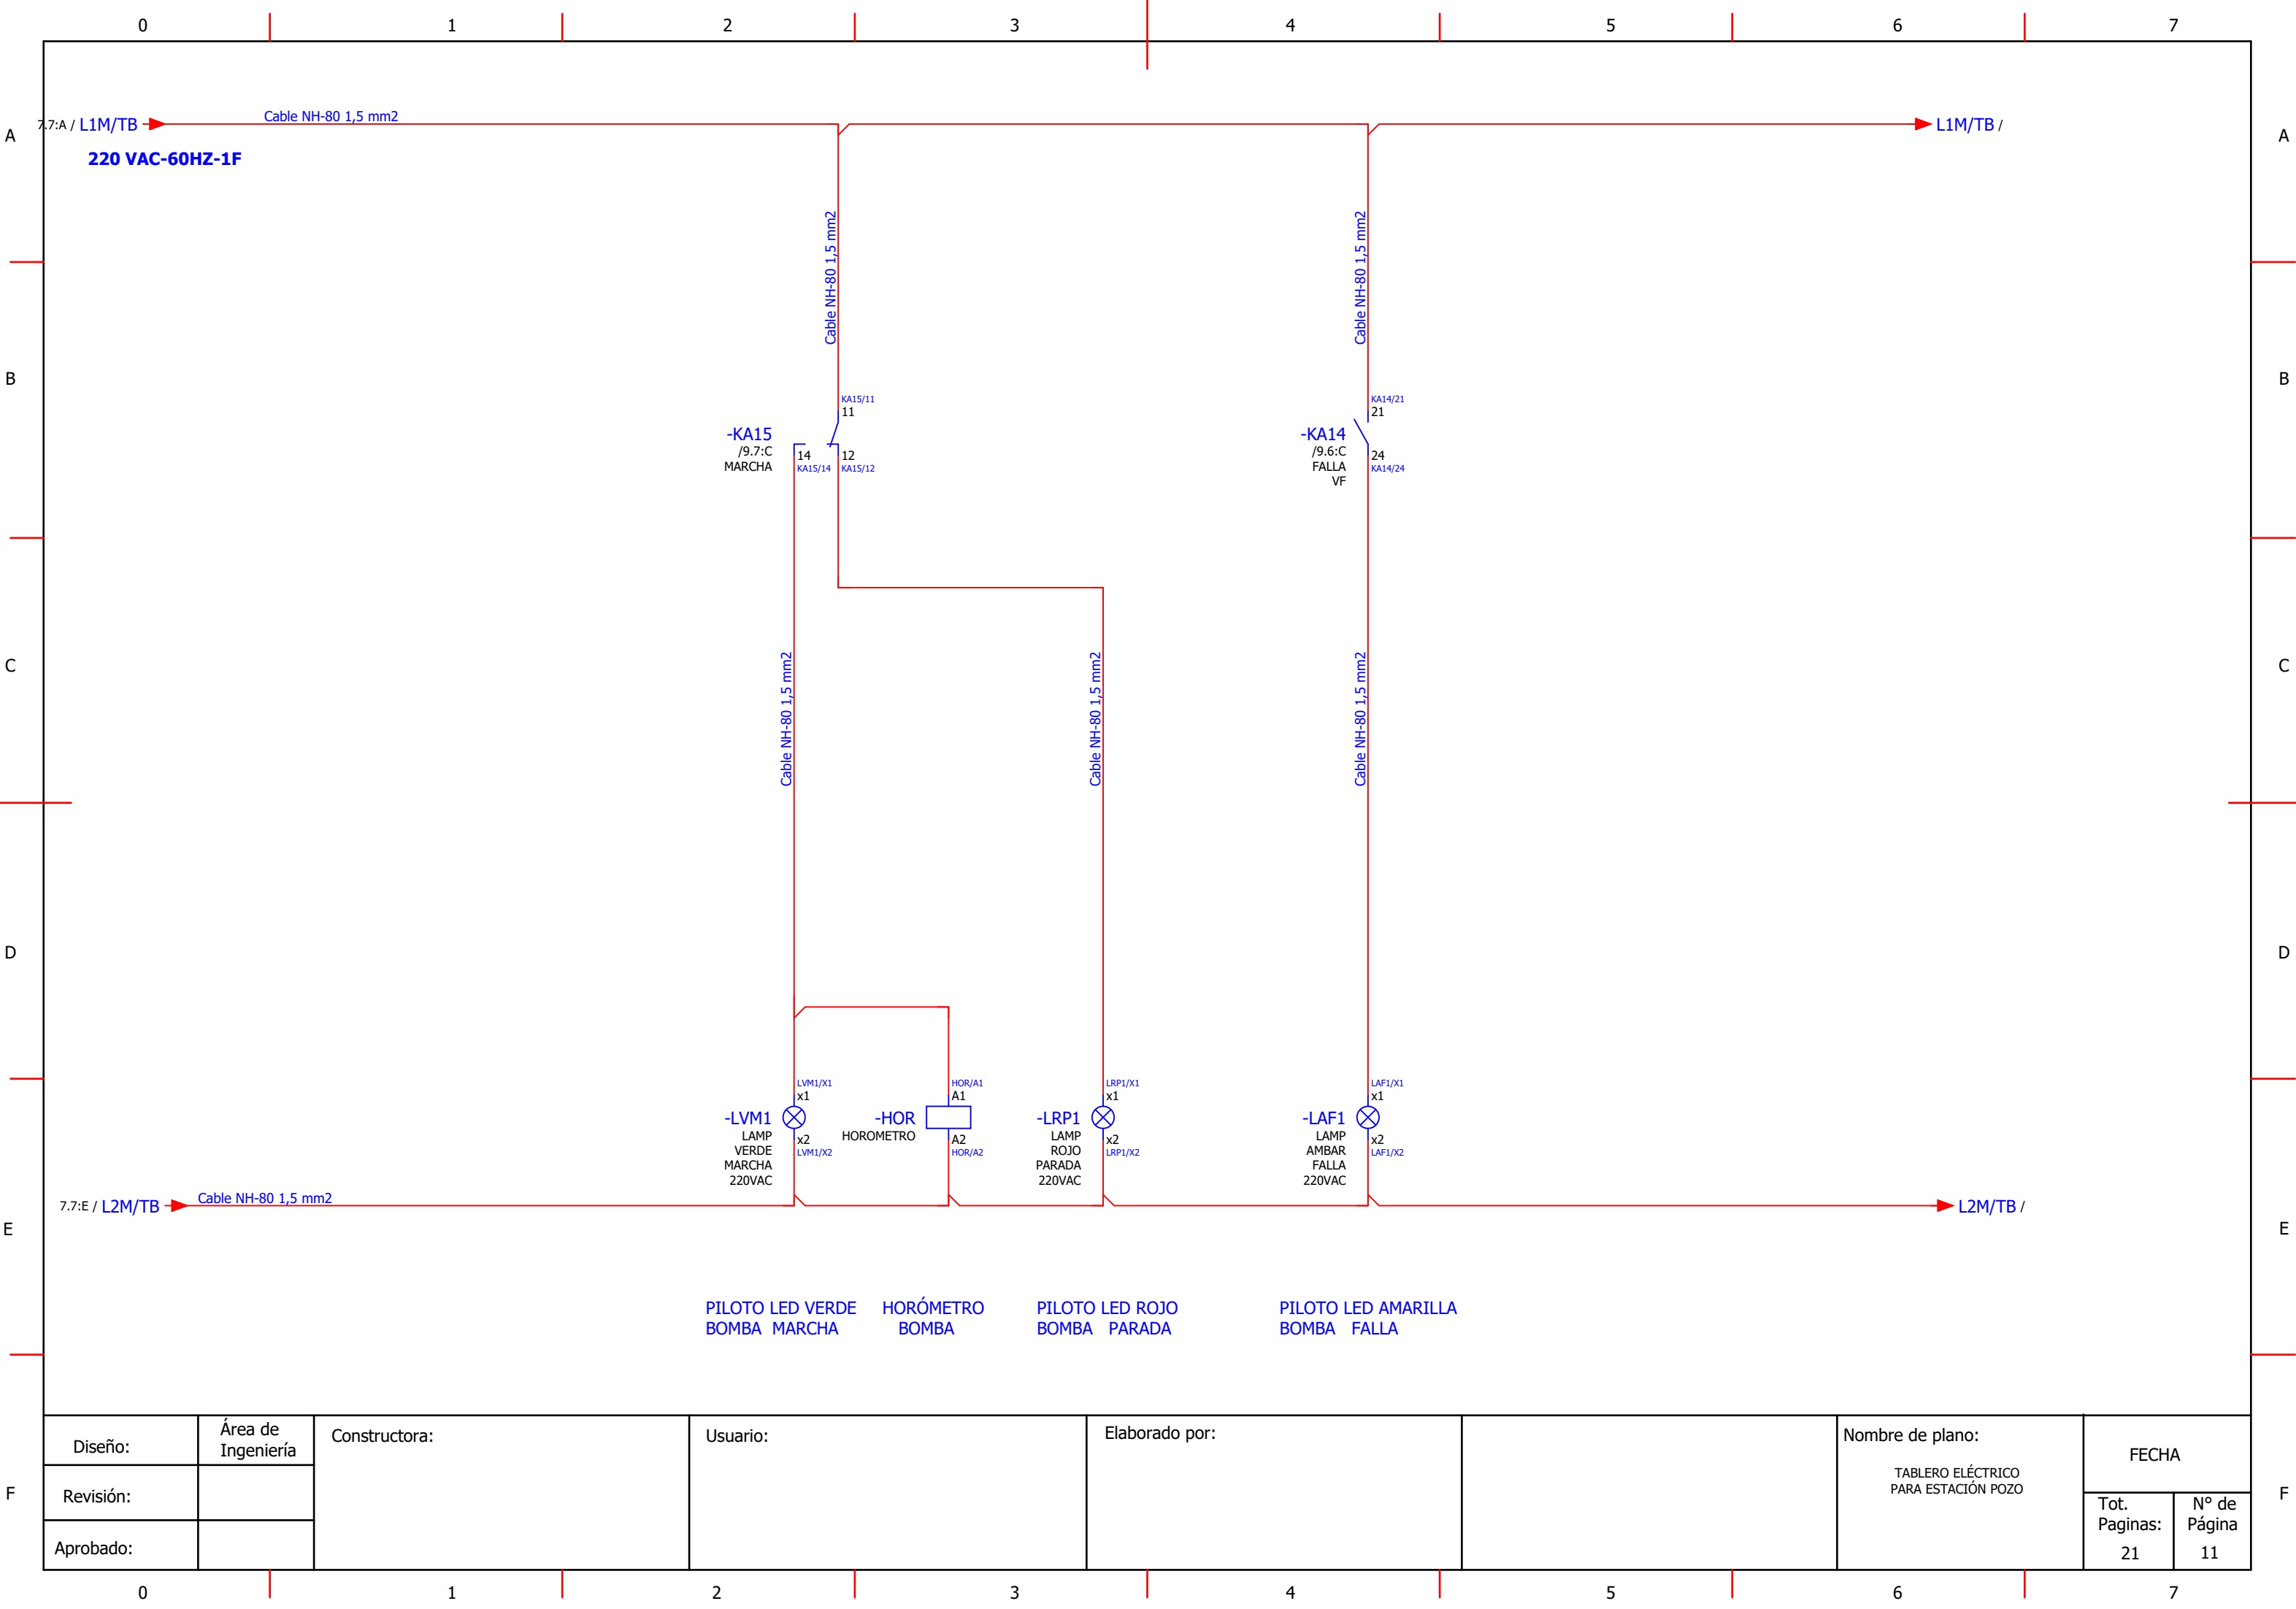 0 1 2 3 4 5 6 7
A
7.7:A / L1M/TB
Cable NH-80 1,5 mm2
L1M/TB /
A
220 VAC-60HZ-1F
Cable NH-80 1,5 mm2
Cable NH-80 1,5 mm2
B
B
KA15/11
11
-KA15
/9.7:C
MARCHA
14
KA15/14
12
KA15/12
KA14/21
21
-KA14
/9.6:C
FALLA
VF
24
KA14/24
C
C
Cable NH-80 1,5 mm2
Cable NH-80 1,5 mm2
Cable NH-80 1,5 mm2
D
D
LVM1/X1
x1
-LVM1
LAMP
VERDE
MARCHA
220VAC
x2
LVM1/X2
HOR/A1
A1
-HOR
HOROMETRO
A2
HOR/A2
LRP1/X1
x1
-LRP1
LAMP
ROJO
PARADA
220VAC
x2
LRP1/X2
LAF1/X1
x1
-LAF1
LAMP
AMBAR
FALLA
220VAC
x2
LAF1/X2
7.7:E / L2M/TB
Cable NH-80 1,5 mm2
L2M/TB /
E
E
PILOTO LED VERDE
BOMBA MARCHA
HORÓMETRO
BOMBA
PILOTO LED ROJO
BOMBA PARADA
PILOTO LED AMARILLA
BOMBA FALLA
F
F
Diseño:
Área de
Ingeniería
Revisión:
Aprobado:
Constructora:
Usuario:
Elaborado por:
Nombre de plano:
TABLERO ELÉCTRICO
PARA ESTACIÓN POZO
FECHA
Tot.
Paginas:
21
N° de
Página
11
0 1 2 3 4 5 6 7